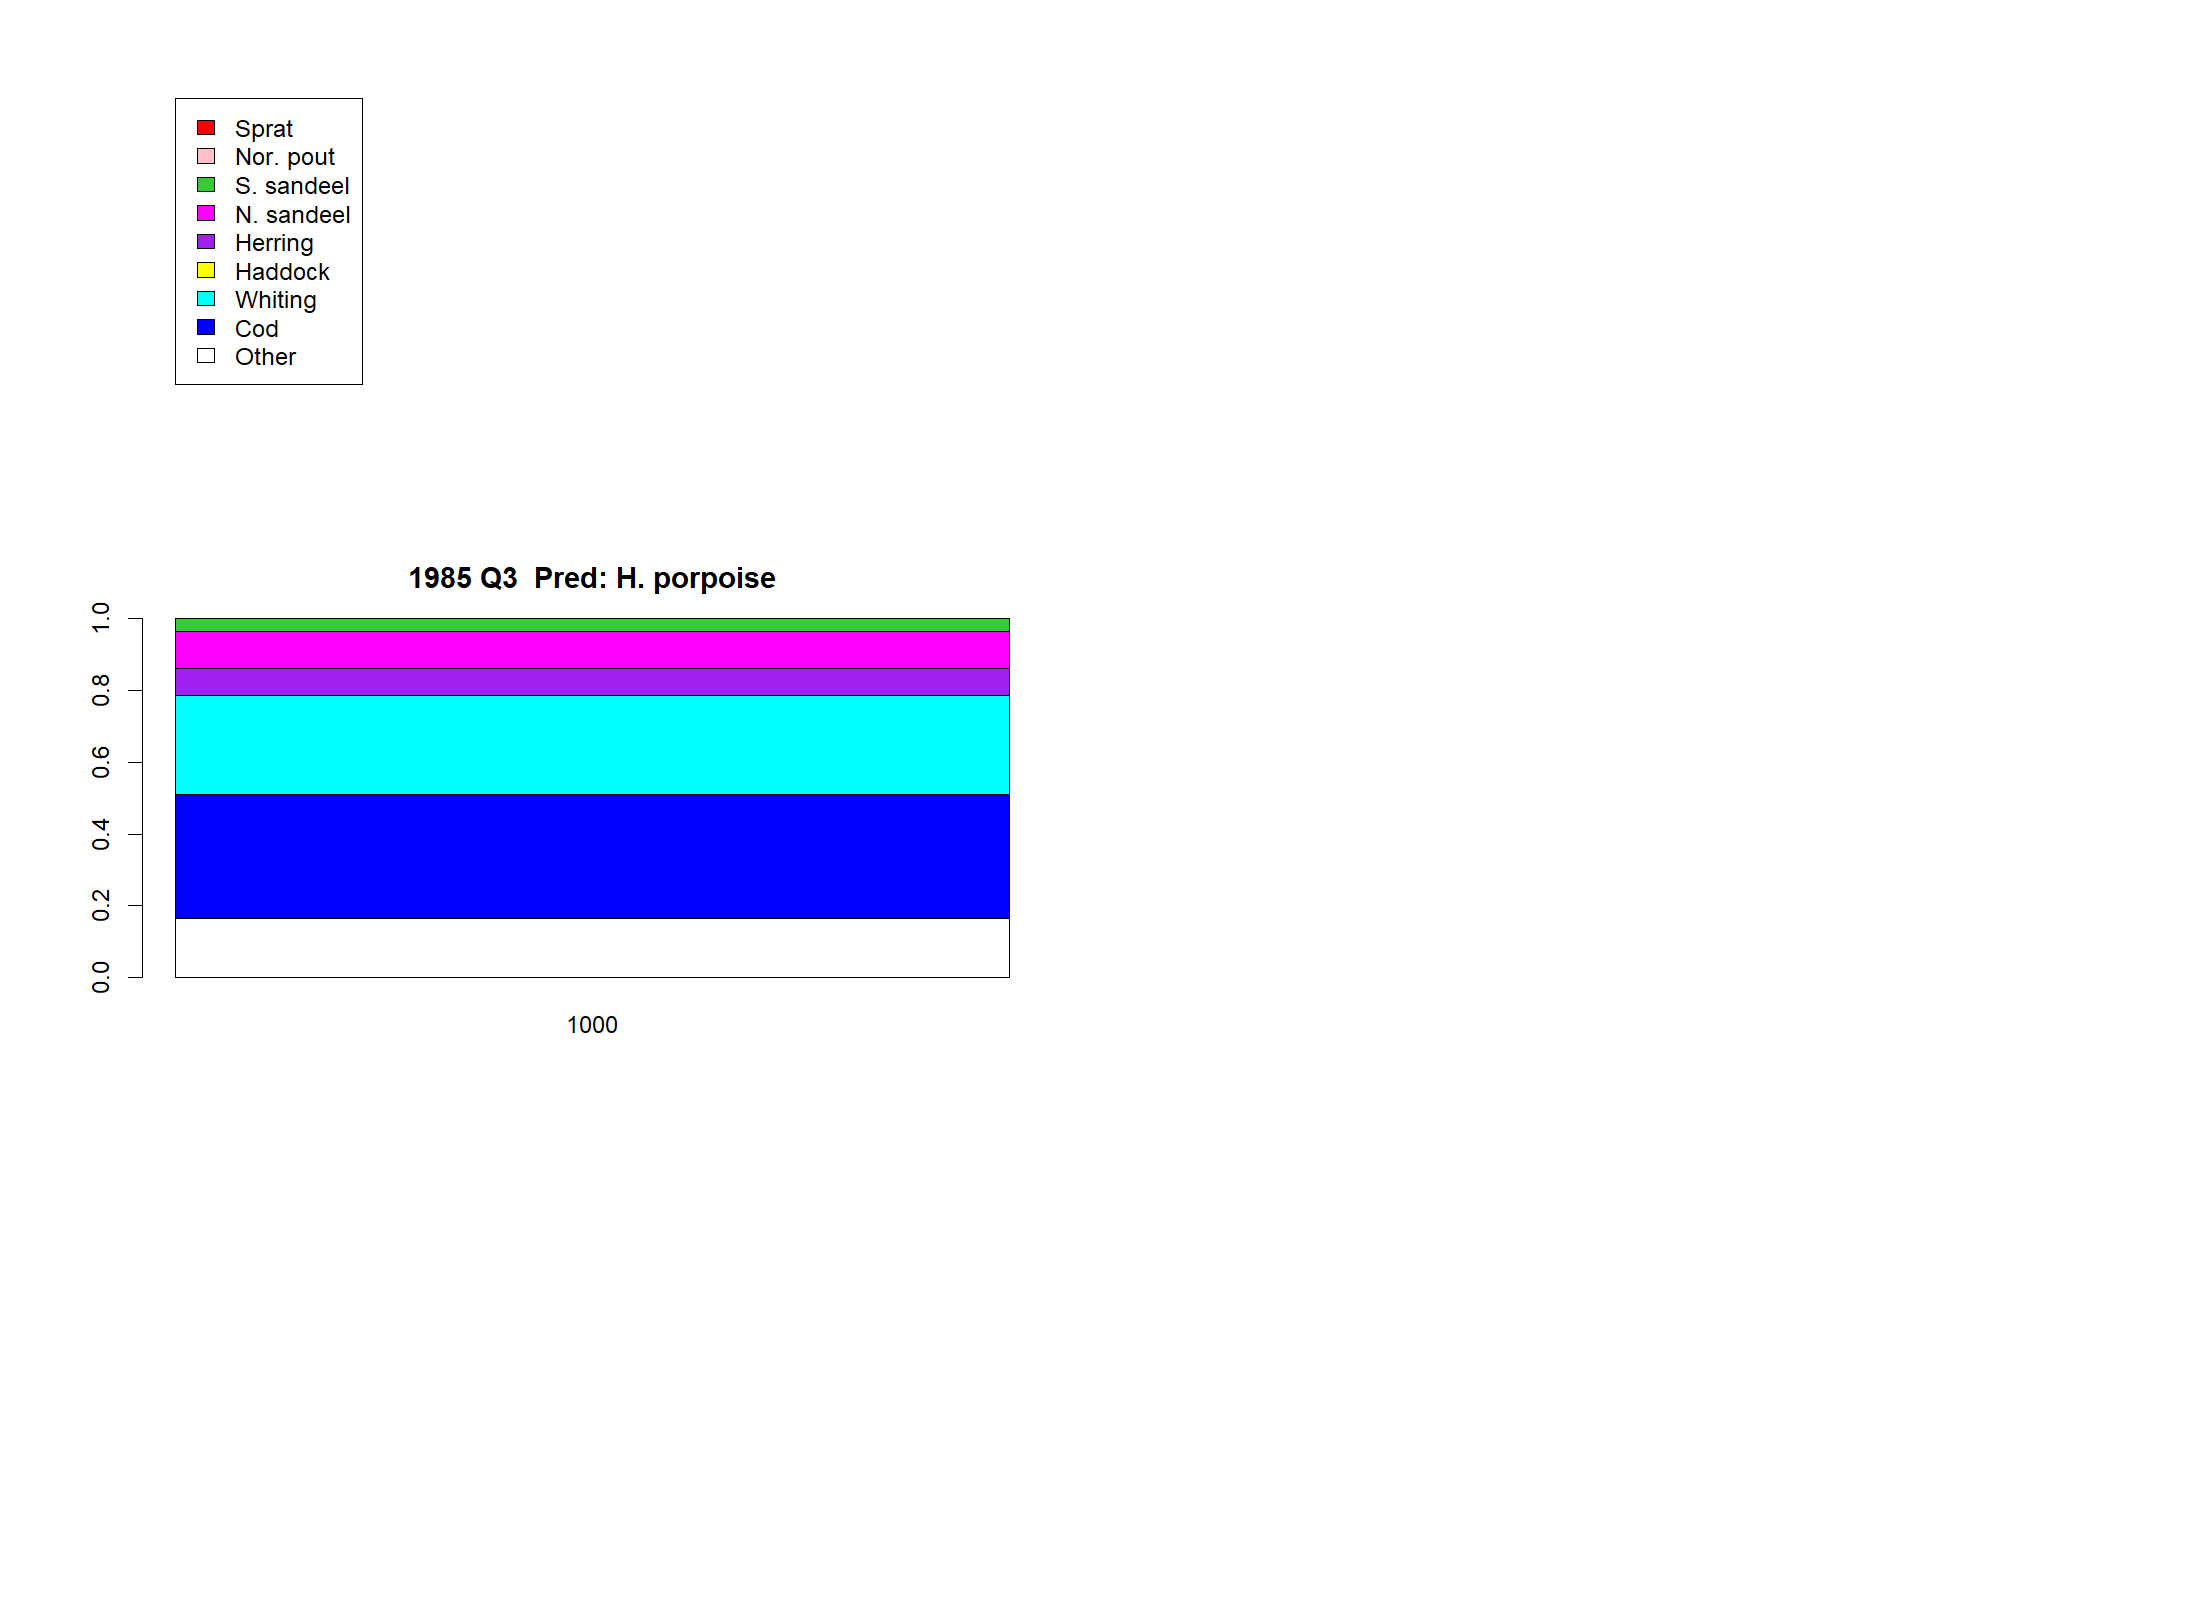 Sprat
Nor. pout
S. sandeel
N. sandeel
Herring
Haddock
Whiting
Cod
Other
1985 Q3  Pred: H. porpoise
1.0
0.8
0.6
0.4
0.2
0.0
1000